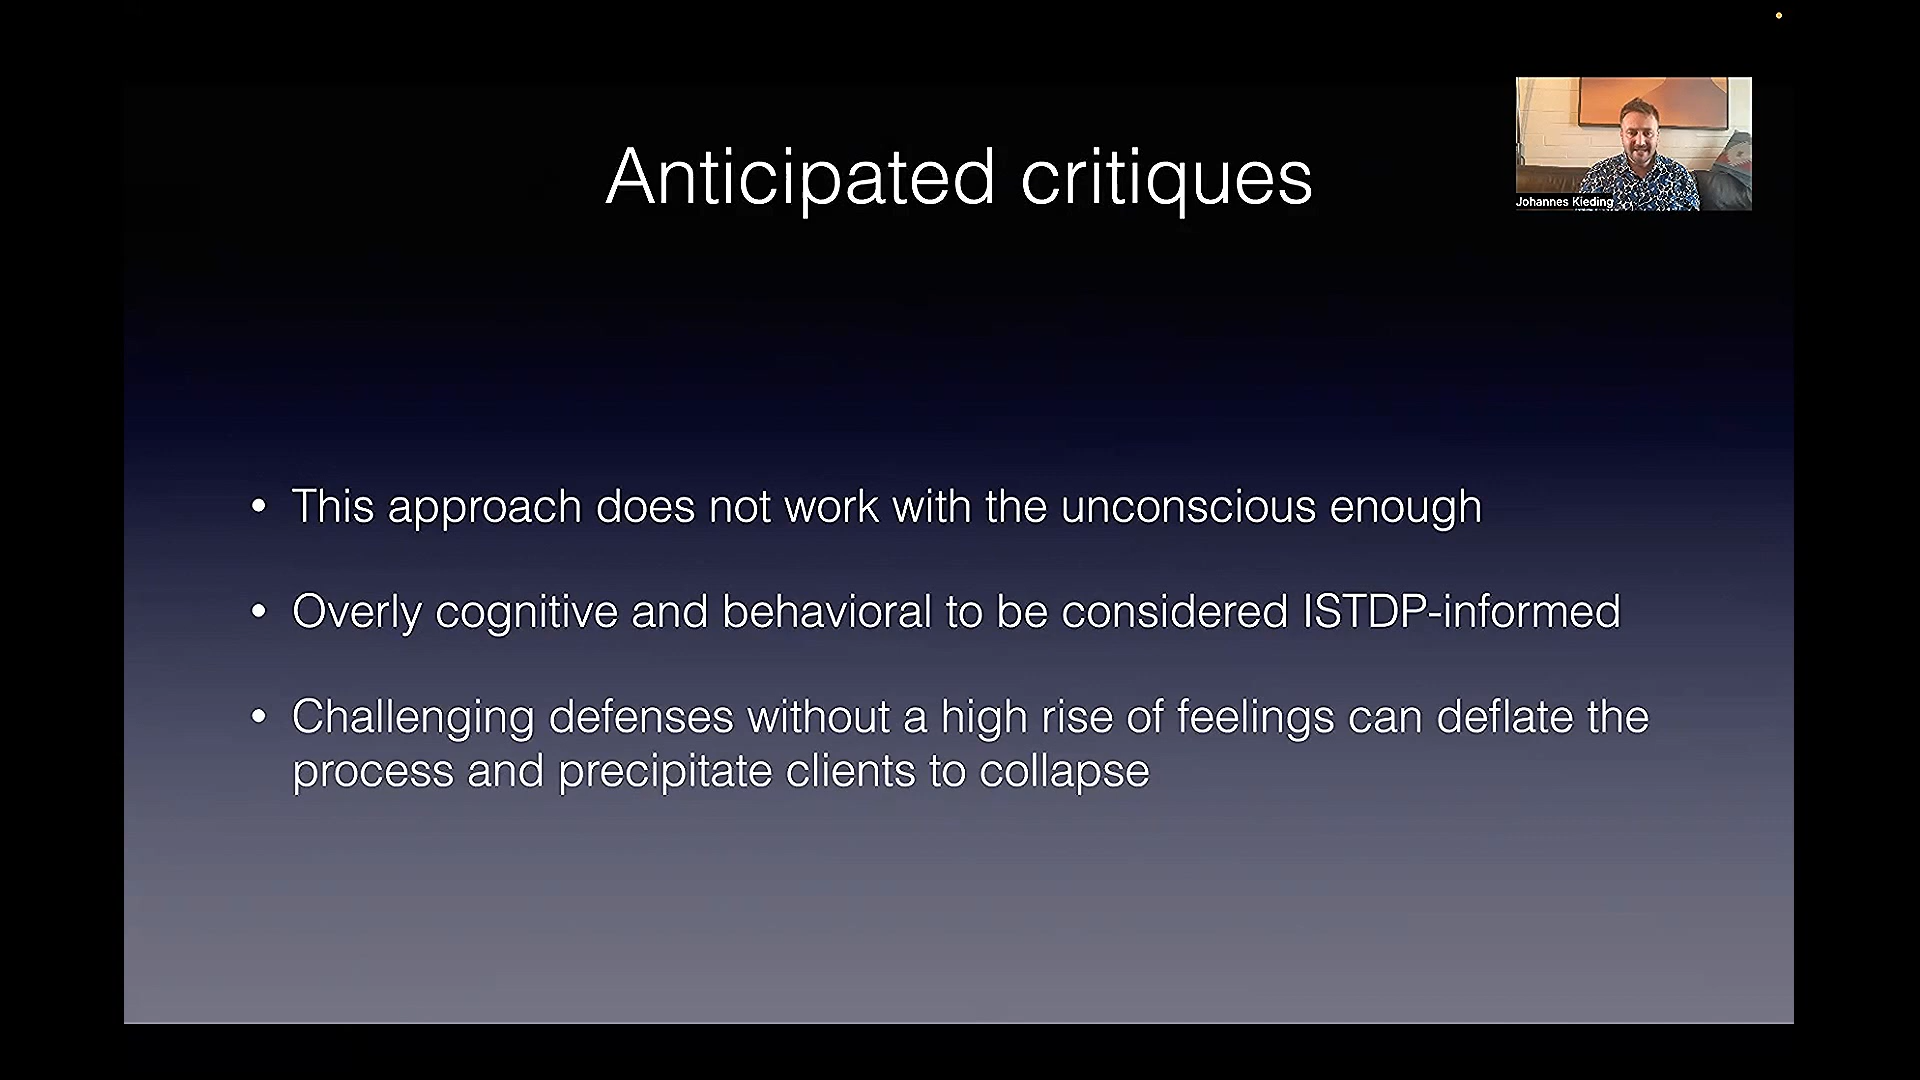 Anticipated critiques
Johannes Kieding
• This approach does not work with the unconscious enough
• Overly cognitive and behavioral to be considered ISTDP-informed
• Challenging defenses without a high rise of feelings can deflate the
process and precipitate clients to collapse